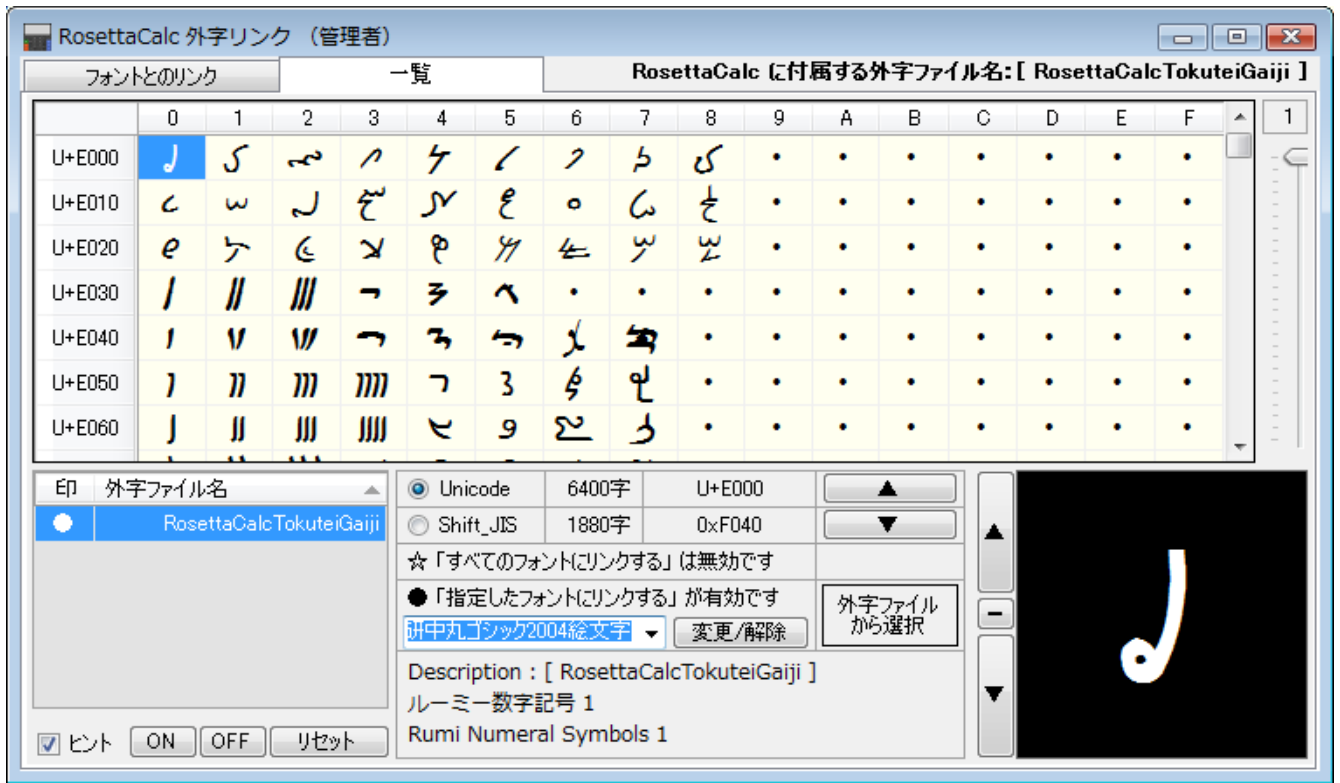 RosettaCalc 外字リンク （管理者）
フォントとのリンク 一覧 RosettaCalc に付属する外字ファイル名：[ RosettaCalcTokuteiGaiji ]
0 1 2 3 4 5 6 7 8 9 A B C D E F 1
U+E000
U+E010
U+E020
U+E030
U+E040
U+E050
U+E060
印 外字ファイル名
RosettaCalcTokuteiGaiji
Unicode 6400字 U+E000 ▲
Shift_JIS 1880字 0xF040 ▼
☆「すべてのフォントにリンクする」は無効です
●「指定したフォントにリンクする」が有効です
研中丸ゴシック2004絵文字 変更/解除
外字ファイル
から選択
Description : [ RosettaCalcTokuteiGaiji ]
ルーミー数字記号 1
Rumi Numeral Symbols 1
ヒント ON OFF リセット